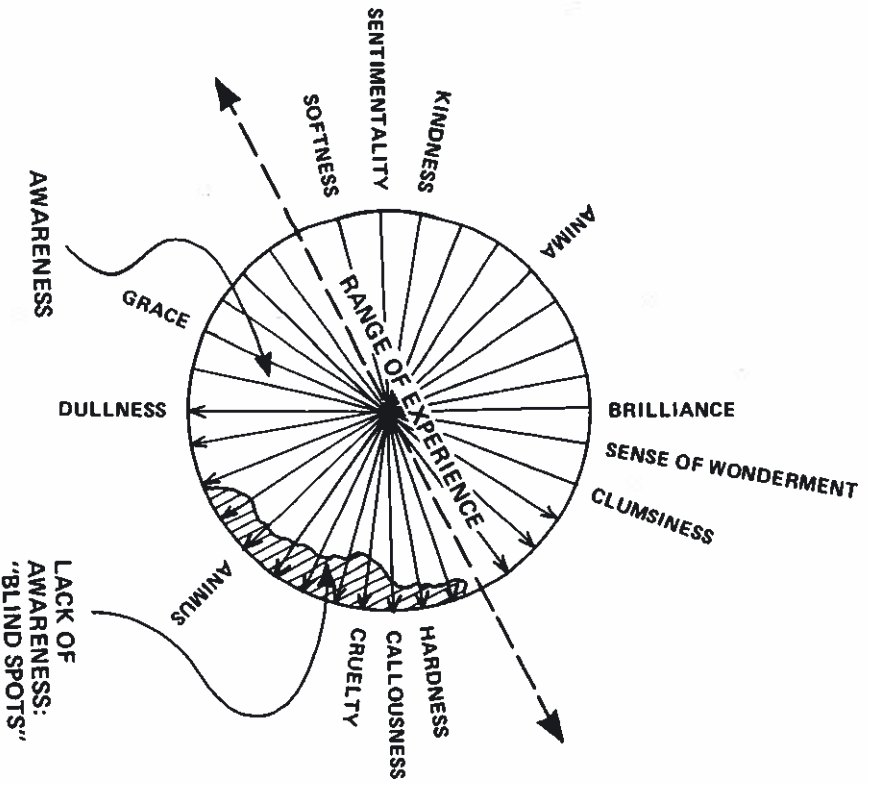 SENTIMENTALITY
KINDNESS
SOFTNESS
ANIMA
AWARENESS
GRACE
RANGE OF EXPERIENCE
DULLNESS
BRILLIANCE
SENSE OF WONDERMENT
CLUMSINESS
ANIMUS
LACK OF
AWARENESS:
"BLIND SPOTS"
CRUELTY
CALLOUSNESS
HARDNESS